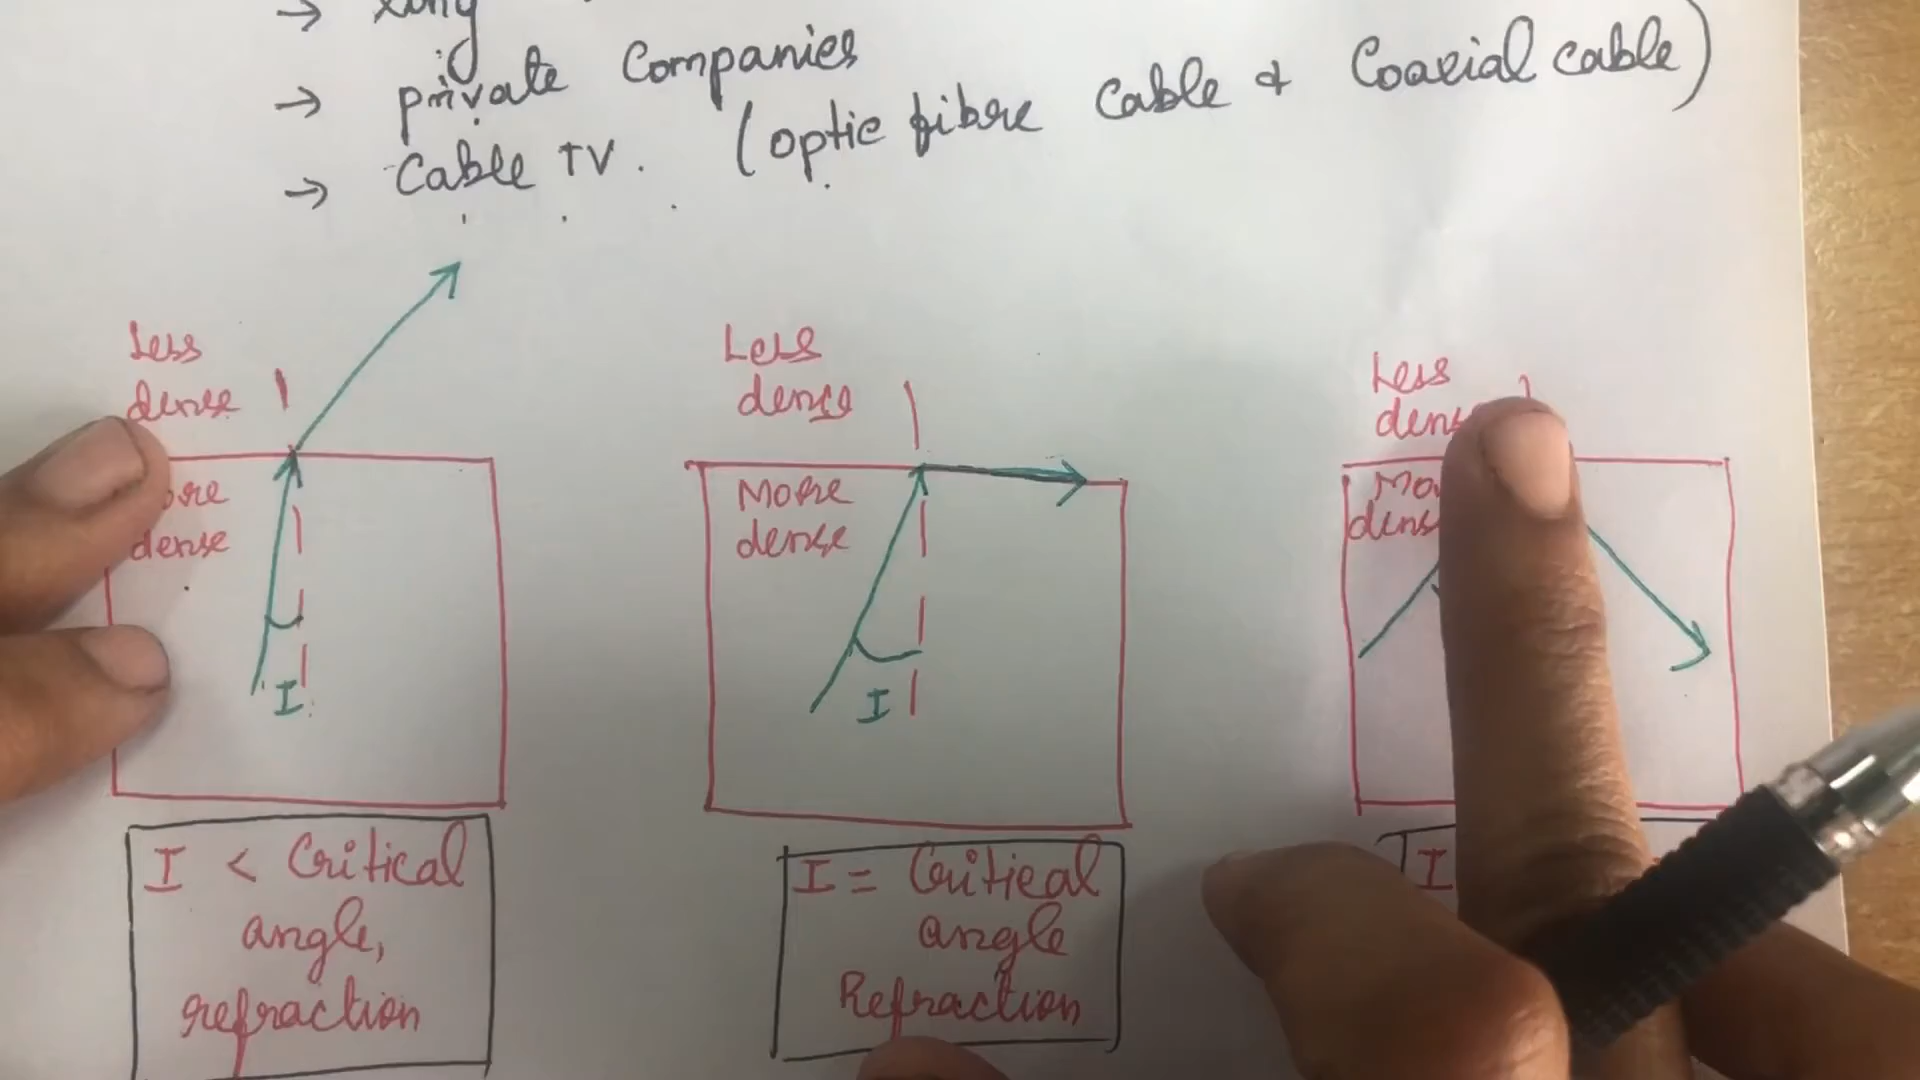 →
→ private Companies
→ Cable TV. (optic fibre cable & Coaxial cable)
Less
dense
dense
I
I < Critical
angle,
refraction
Less
dense
More
dense
I
I = Critical
angle
Refraction
Less
I